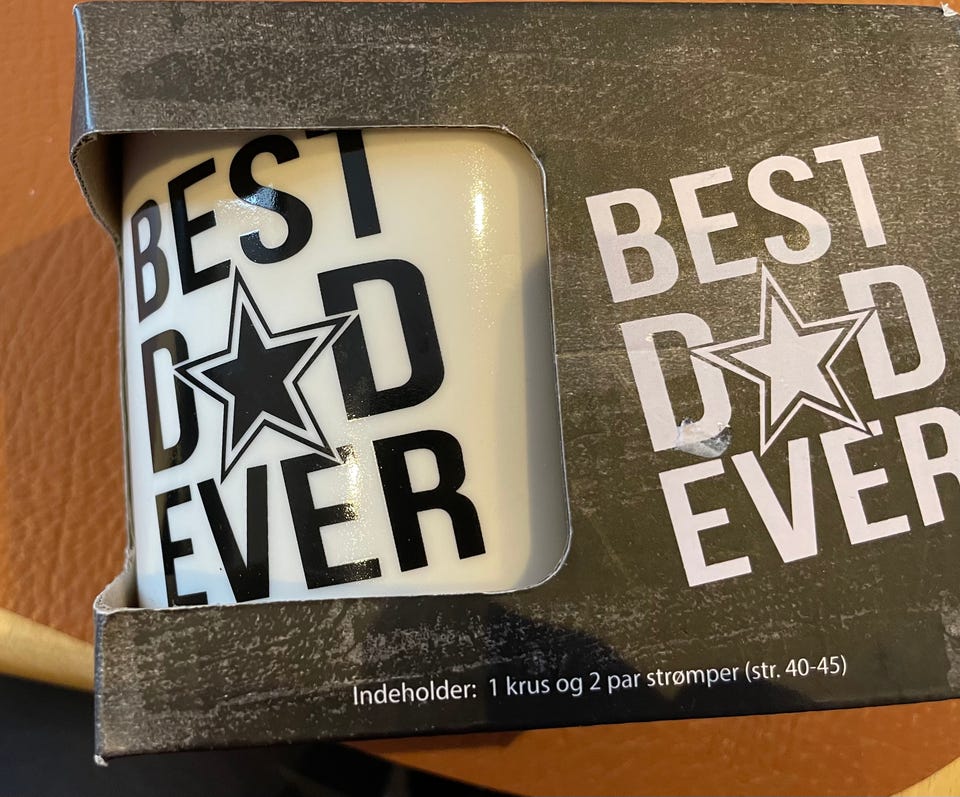 BEST
D★D
EVER
BEST
D★D
EVER
Indeholder: 1 krus og 2 par strømper (str. 40-45)